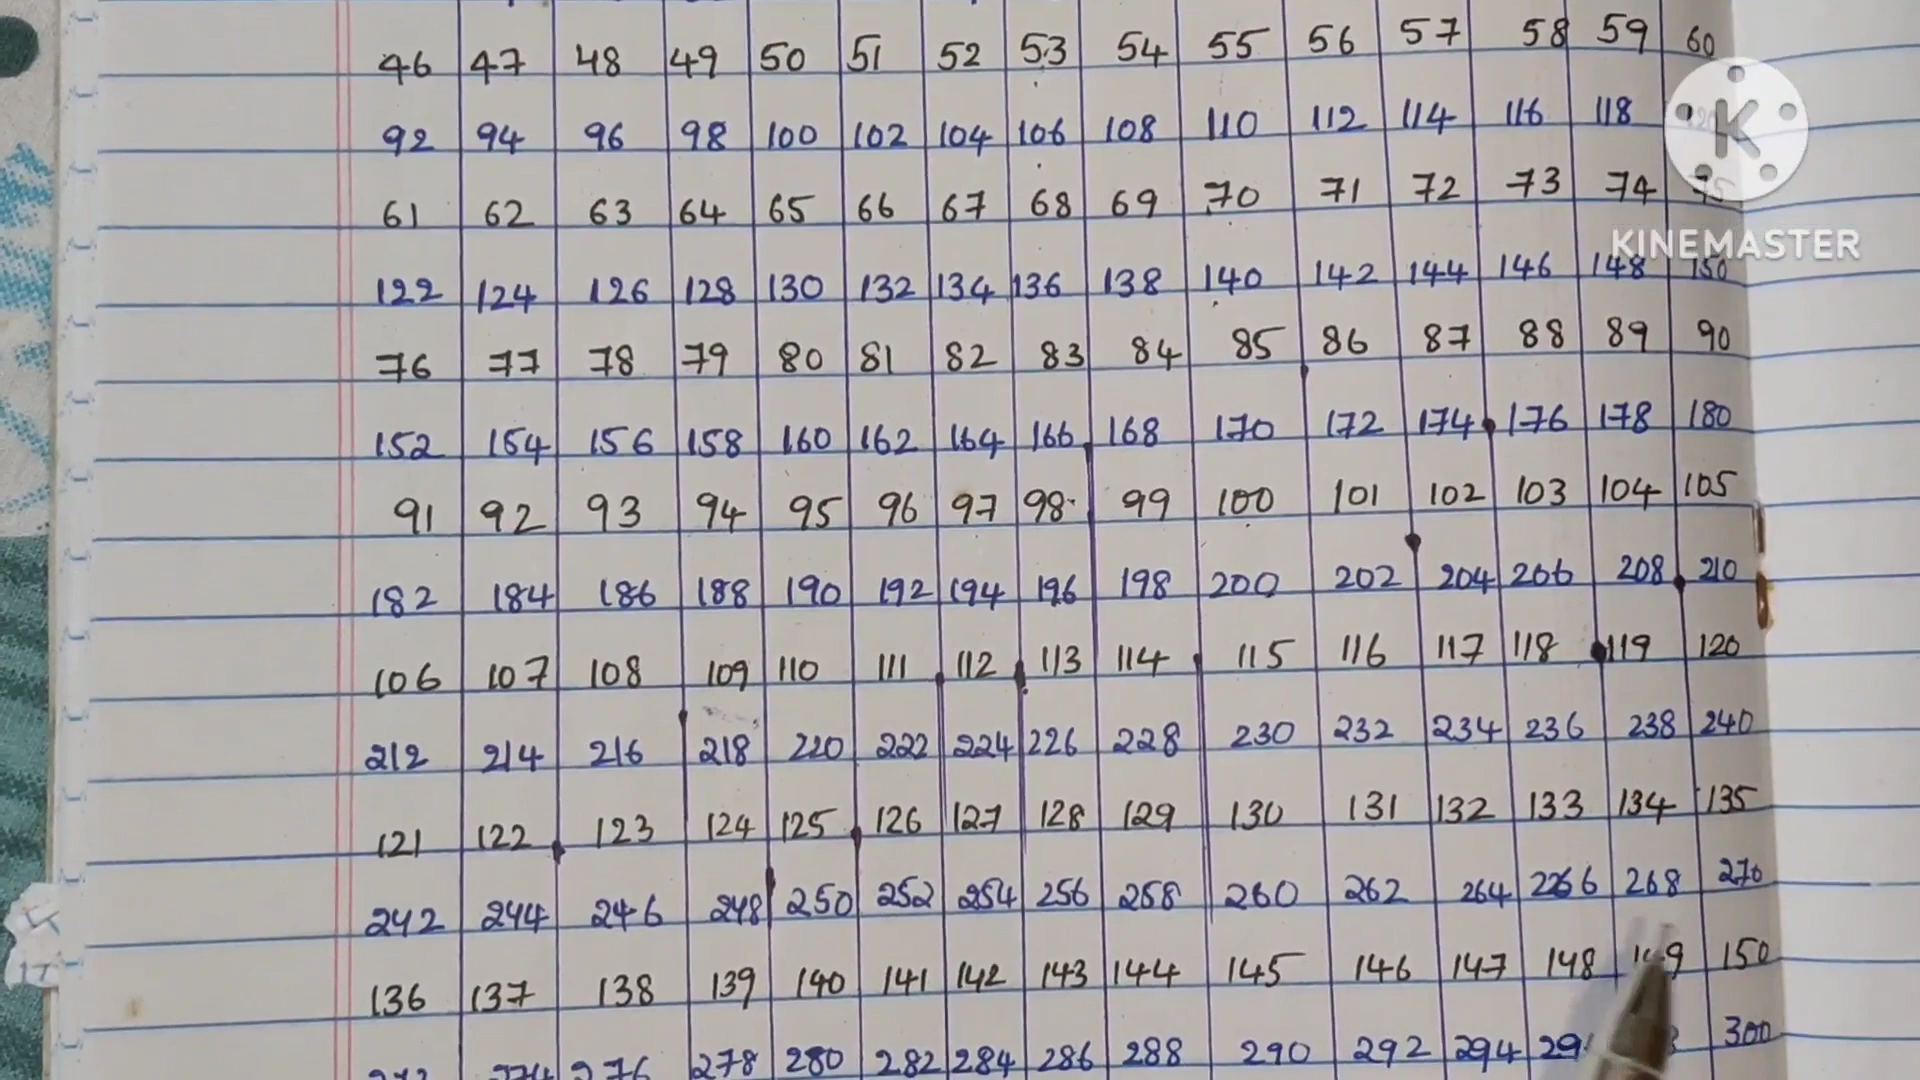 46 47 48 49 50 51 52 53 54 55 56 57 58 59 60
92 94 96 98 100 102 104 106 108 110 112 114 116 118
61 62 63 64 65 66 67 68 69 70 71 72 73 74 75
KINEMASTER
122 124 126 128 130 132 134 136 138 140 142 144 146 148 150
76 77 78 79 80 81 82 83 84 85 86 87 88 89 90
152 154 156 158 160 162 164 166 168 170 172 174 176 178 180
91 92 93 94 95 96 97 98 99 100 101 102 103 104 105
182 184 186 188 190 192 194 196 198 200 202 204 206 208 210
106 107 108 109 110 111 112 113 114 115 116 117 118 119 120
212 214 216 218 220 222 224 226 228 230 232 234 236 238 240
121 122 123 124 125 126 127 128 129 130 131 132 133 134 135
242 244 246 248 250 252 254 256 258 260 262 264 266 268 270
136 137 138 139 140 141 142 143 144 145 146 147 148 149 150
274 276 278 280 282 284 286 288 290 292 294 300